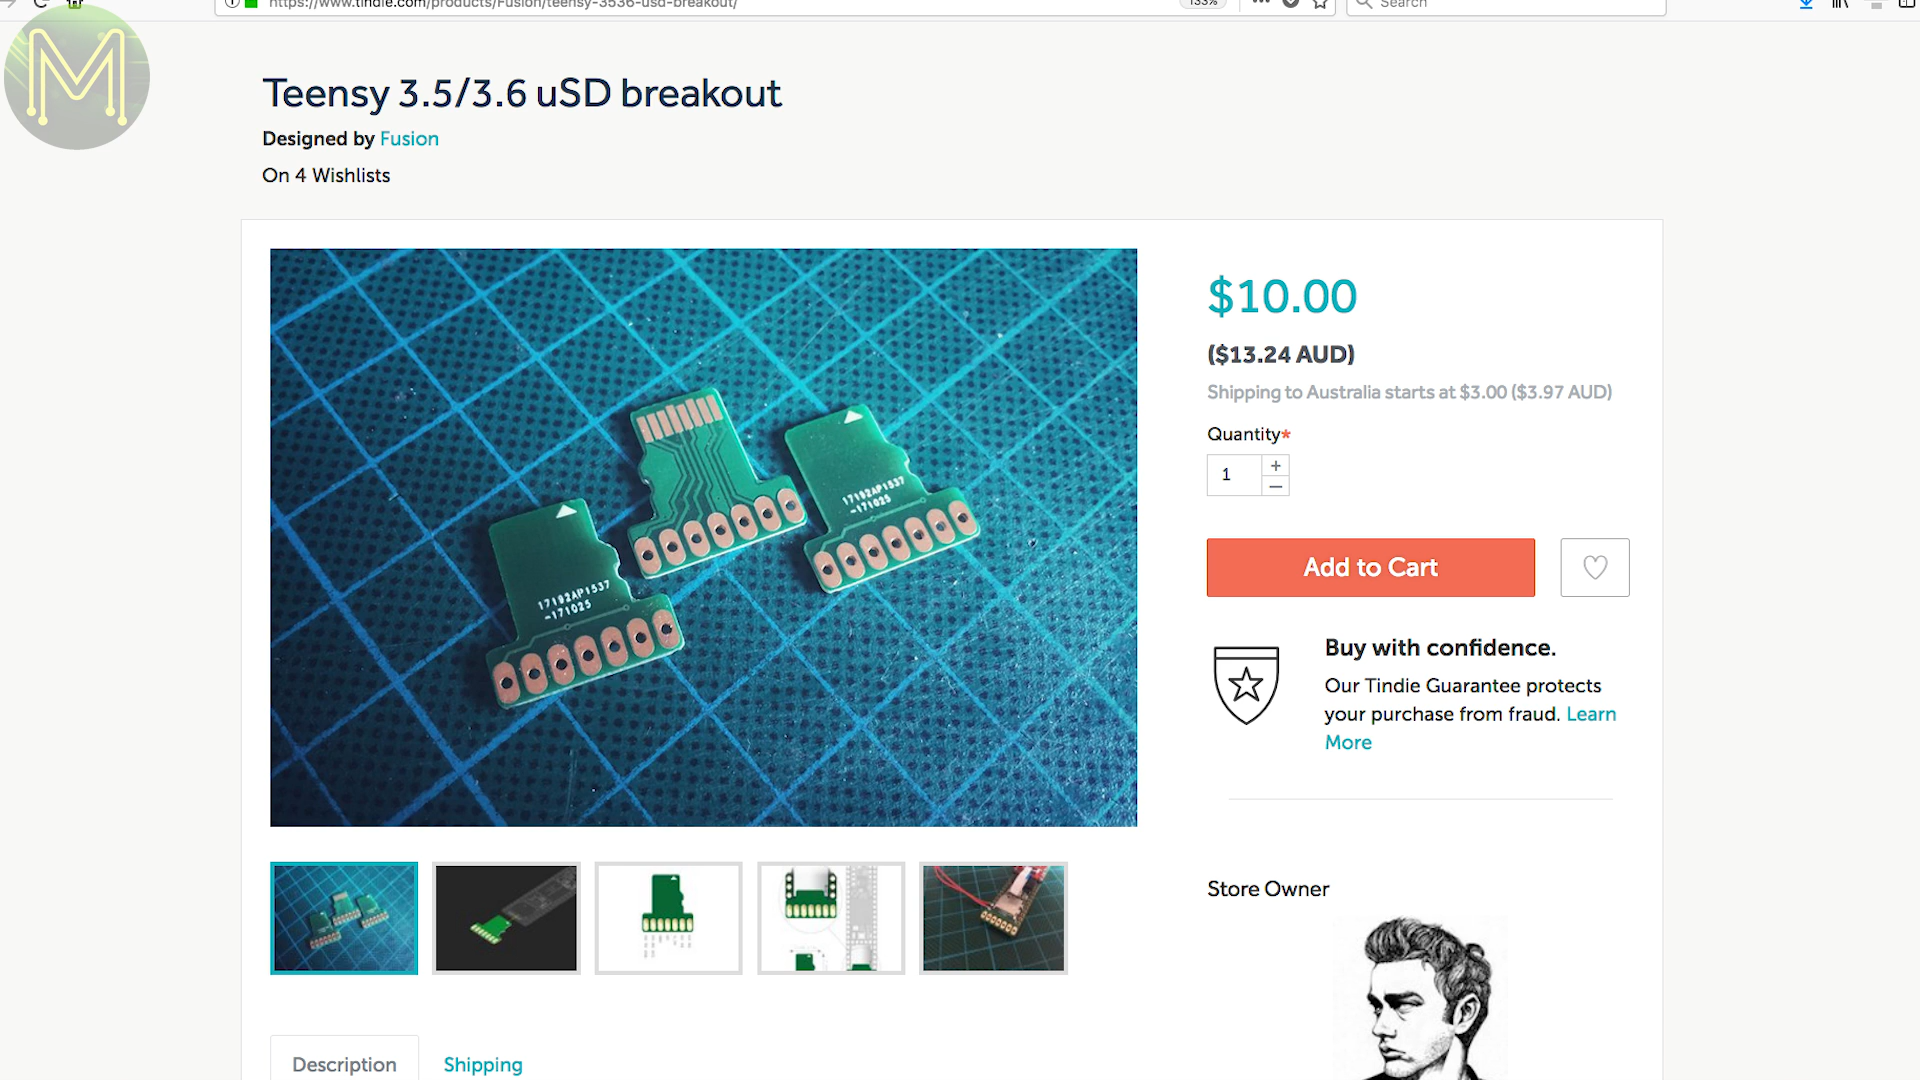 https://www.tindie.com/products/Fusion/teensy-3536-usd-breakout/
133%
Search
M
Teensy 3.5/3.6 uSD breakout
Designed by Fusion
On 4 Wishlists
$10.00
($13.24 AUD)
Shipping to Australia starts at $3.00 ($3.97 AUD)
Quantity*
1
+
−
Add to Cart
17192AP1537
-171025
17192AP1537
-171025
Buy with confidence.
Our Tindie Guarantee protects
your purchase from fraud. Learn
More
Store Owner
Description
Shipping